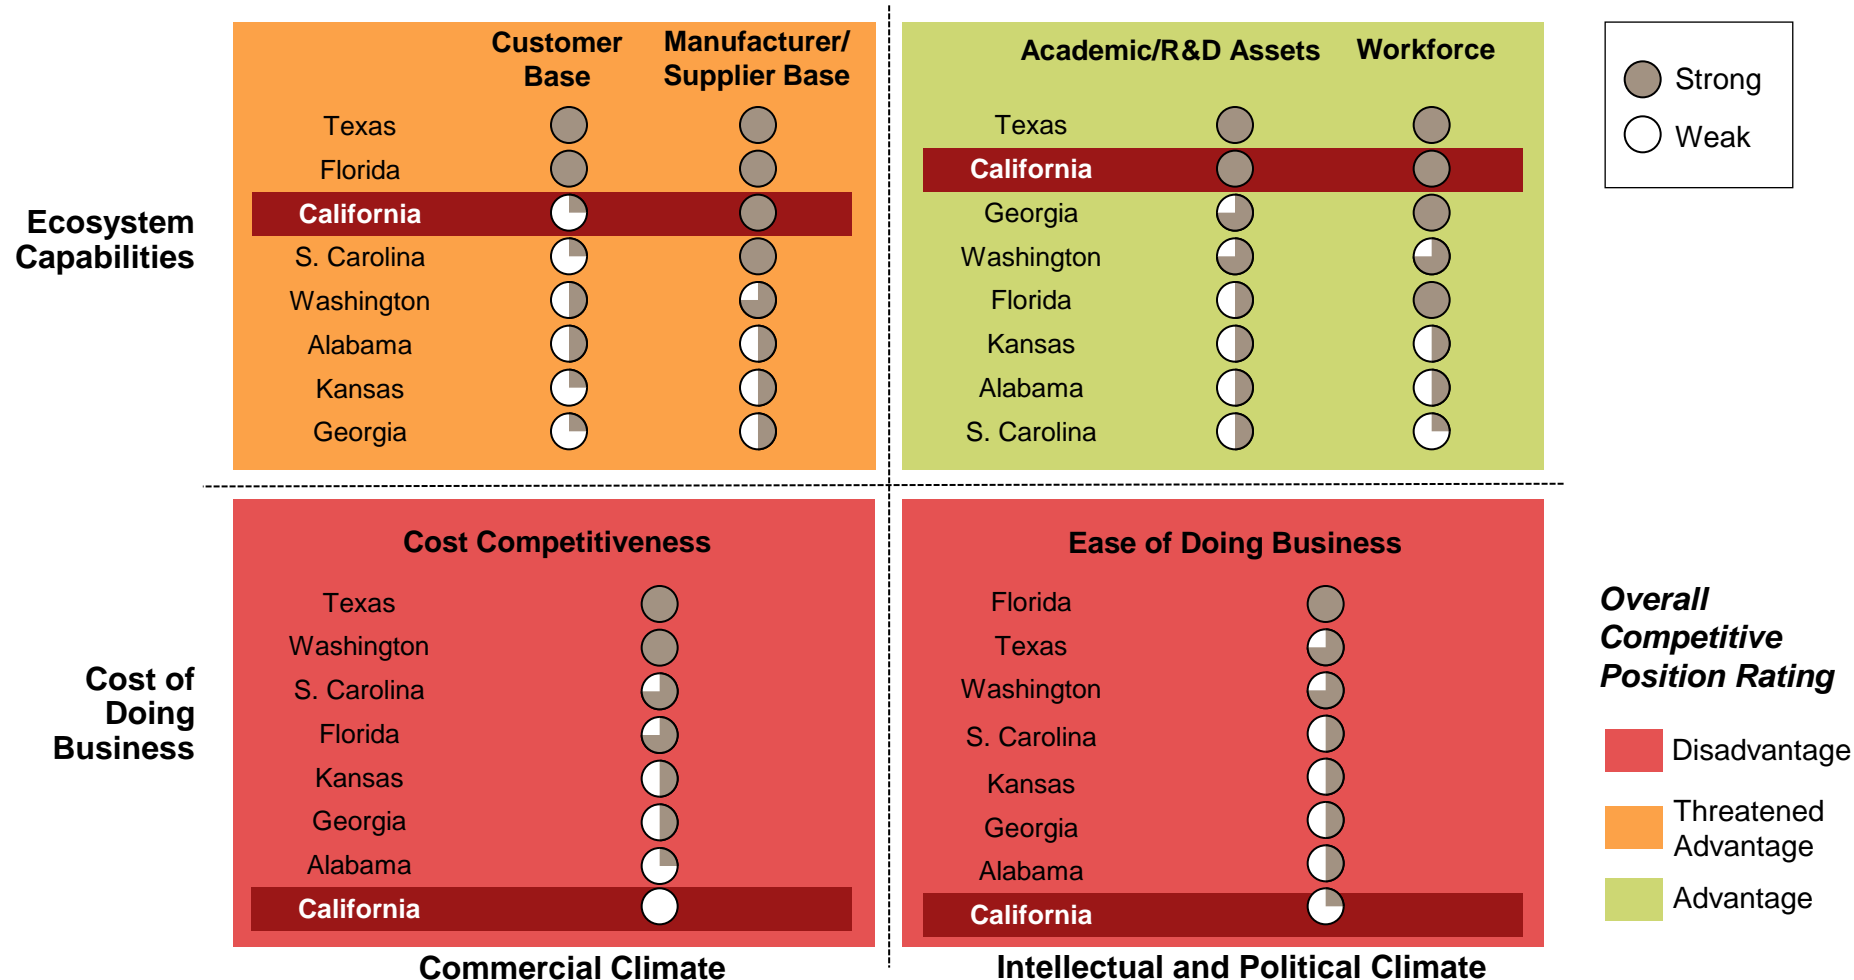 Customer
Base
Manufacturer/
Supplier Base
Texas
Florida
California
S. Carolina
Washington
Alabama
Kansas
Georgia
Academic/R&D Assets
Workforce
Texas
California
Georgia
Washington
Florida
Kansas
Alabama
S. Carolina
Strong
Weak
Ecosystem
Capabilities
Cost Competitiveness
Texas
Washington
S. Carolina
Florida
Kansas
Georgia
Alabama
California
Ease of Doing Business
Florida
Texas
Washington
S. Carolina
Kansas
Georgia
Alabama
California
Cost of
Doing
Business
Overall
Competitive
Position Rating
Disadvantage
Threatened
Advantage
Advantage
Commercial Climate
Intellectual and Political Climate